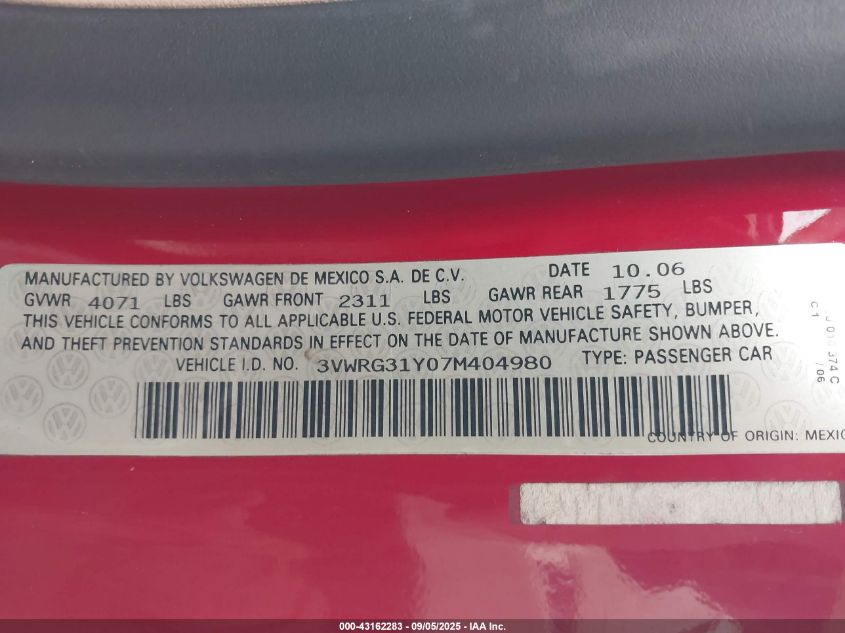 MANUFACTURED BY VOLKSWAGEN DE MEXICO S.A. DE C.V. DATE 10.06
GVWR 4071 LBS GAWR FRONT 2311 LBS GAWR REAR 1775 LBS
THIS VEHICLE CONFORMS TO ALL APPLICABLE U.S. FEDERAL MOTOR VEHICLE SAFETY, BUMPER,
AND THEFT PREVENTION STANDARDS IN EFFECT ON THE DATE OF MANUFACTURE SHOWN ABOVE.
VEHICLE I.D. NO. 3VWRG31Y07M404980 TYPE: PASSENGER CAR
COUNTRY OF ORIGIN: MEXIC
/06
000-43162283 - 09/05/2025 - IAA Inc.